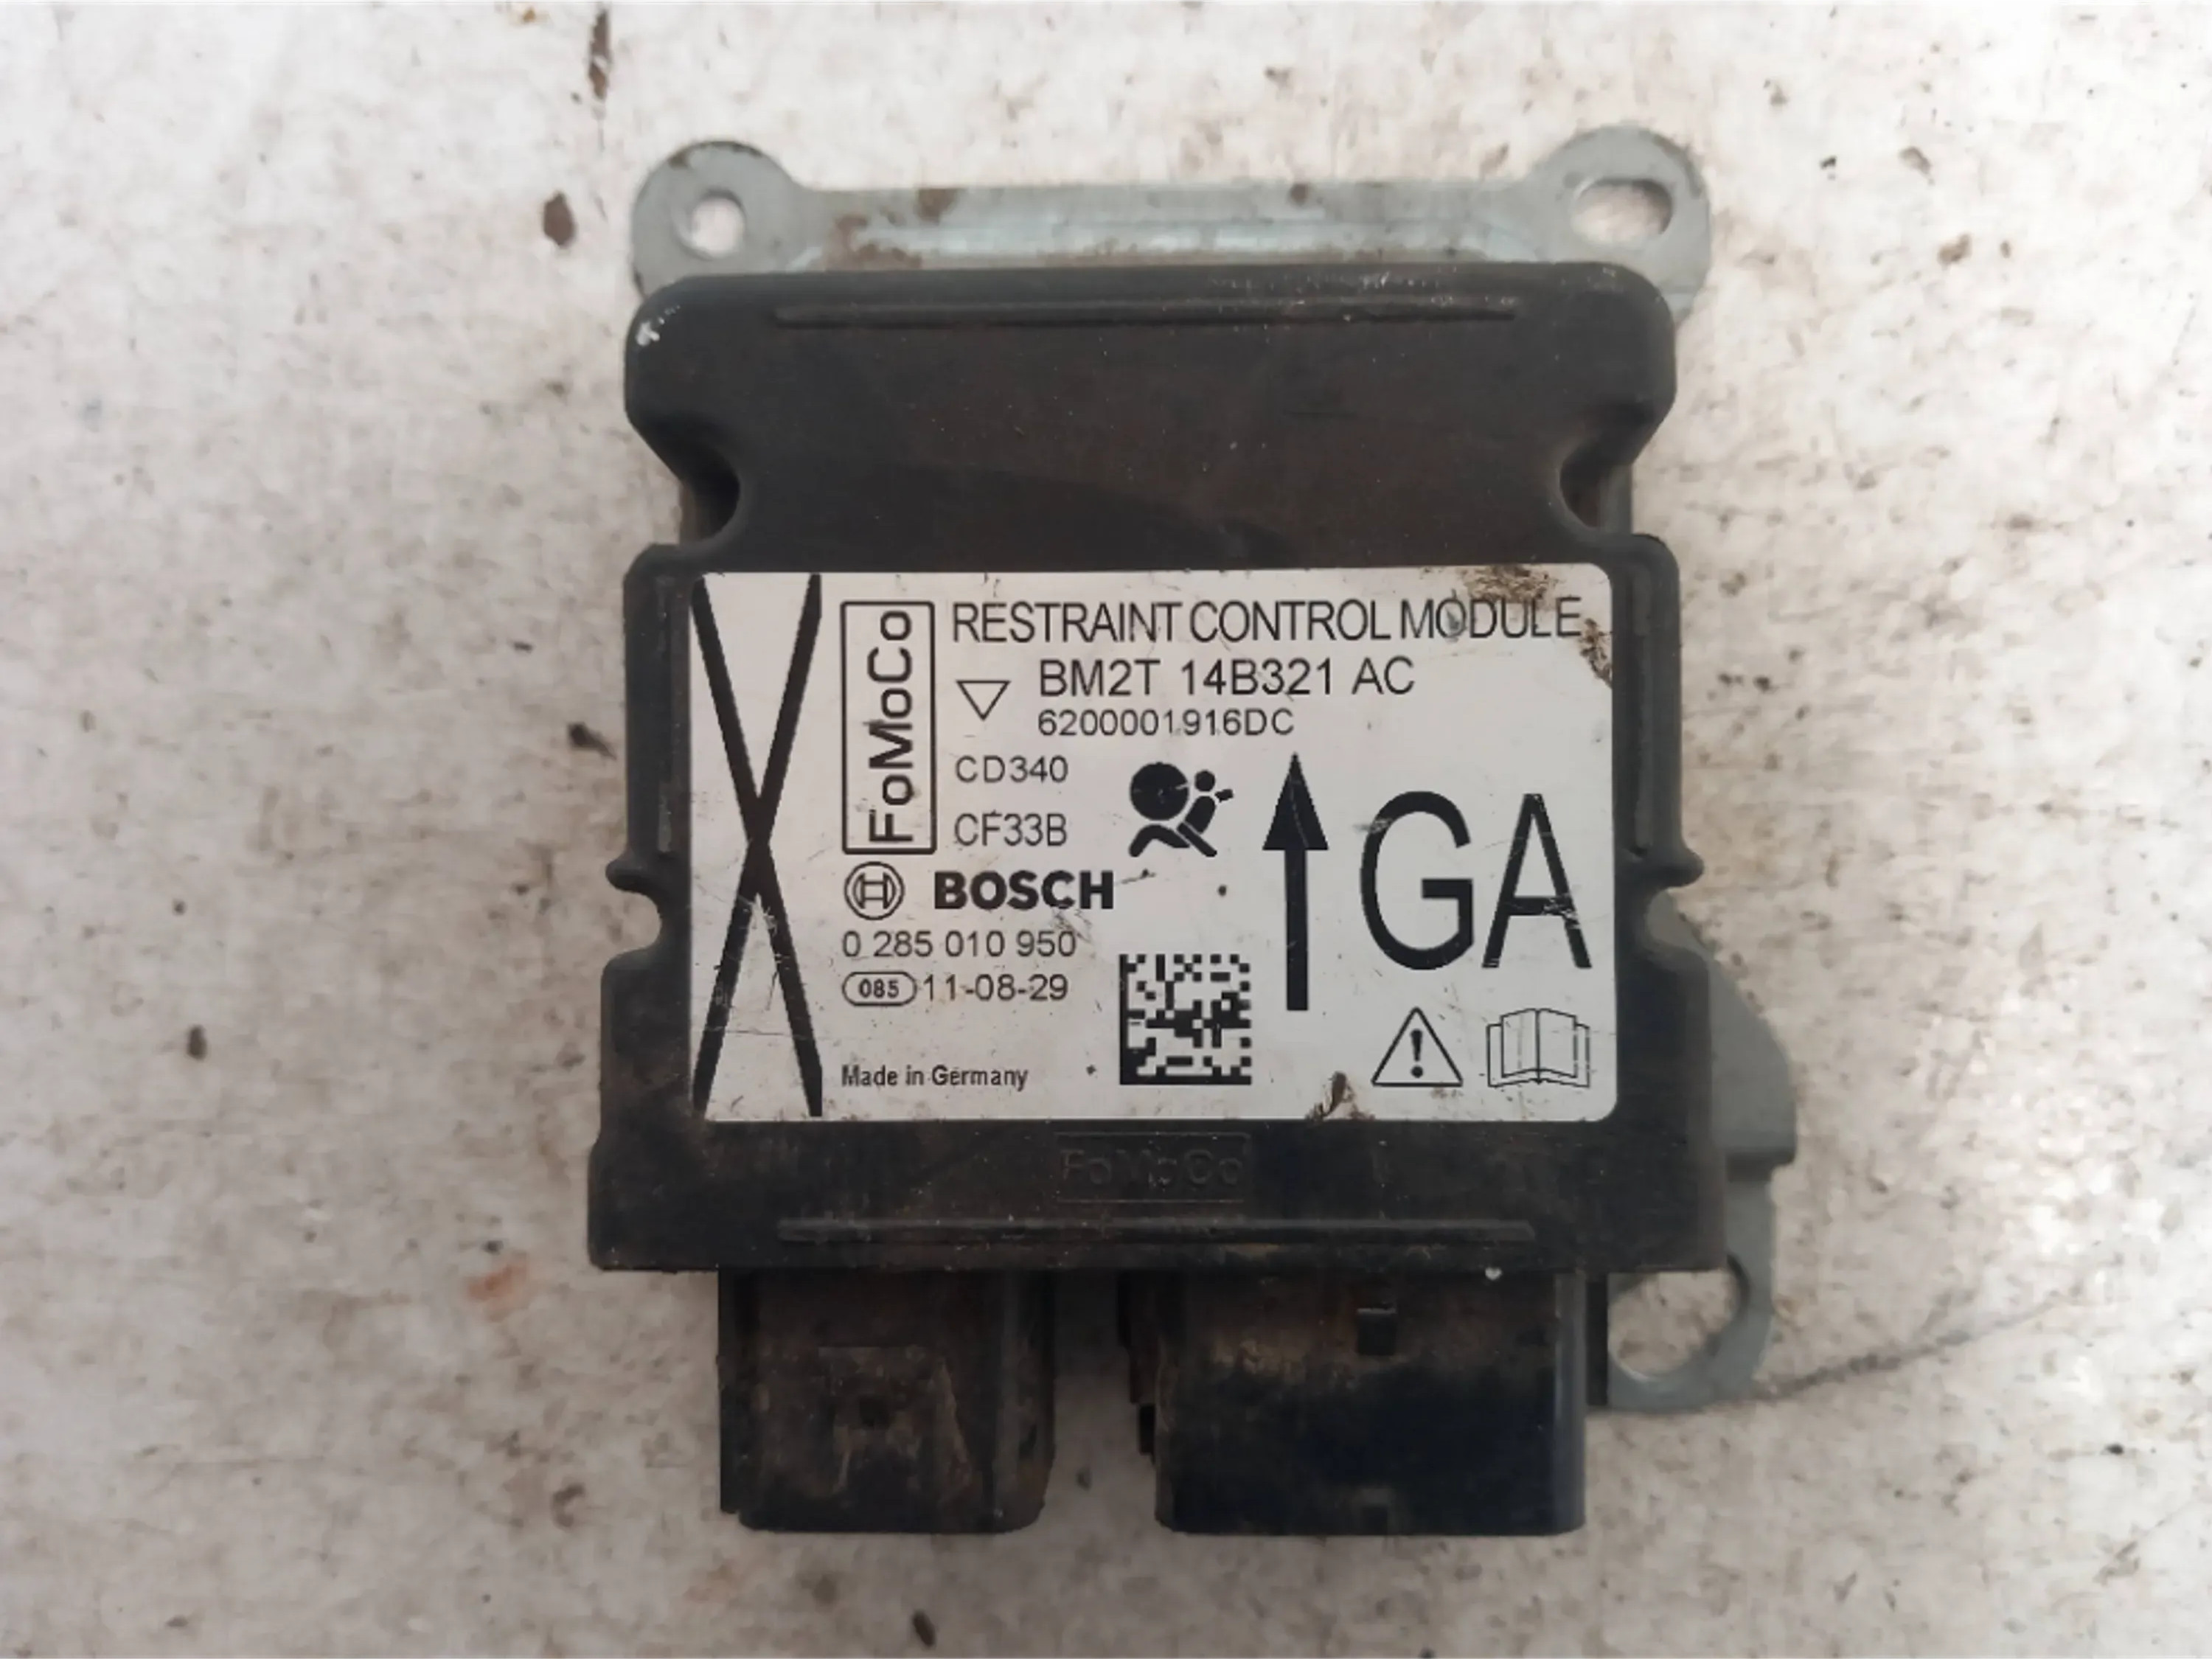 FoMoCo
RESTRAINT CONTROL MODULE
BM2T 14B321 AC
6200001916DC
CD340
CF33B
GA
BOSCH
0 285 010 950
085 11-08-29
Made in Germany
FoMoCo